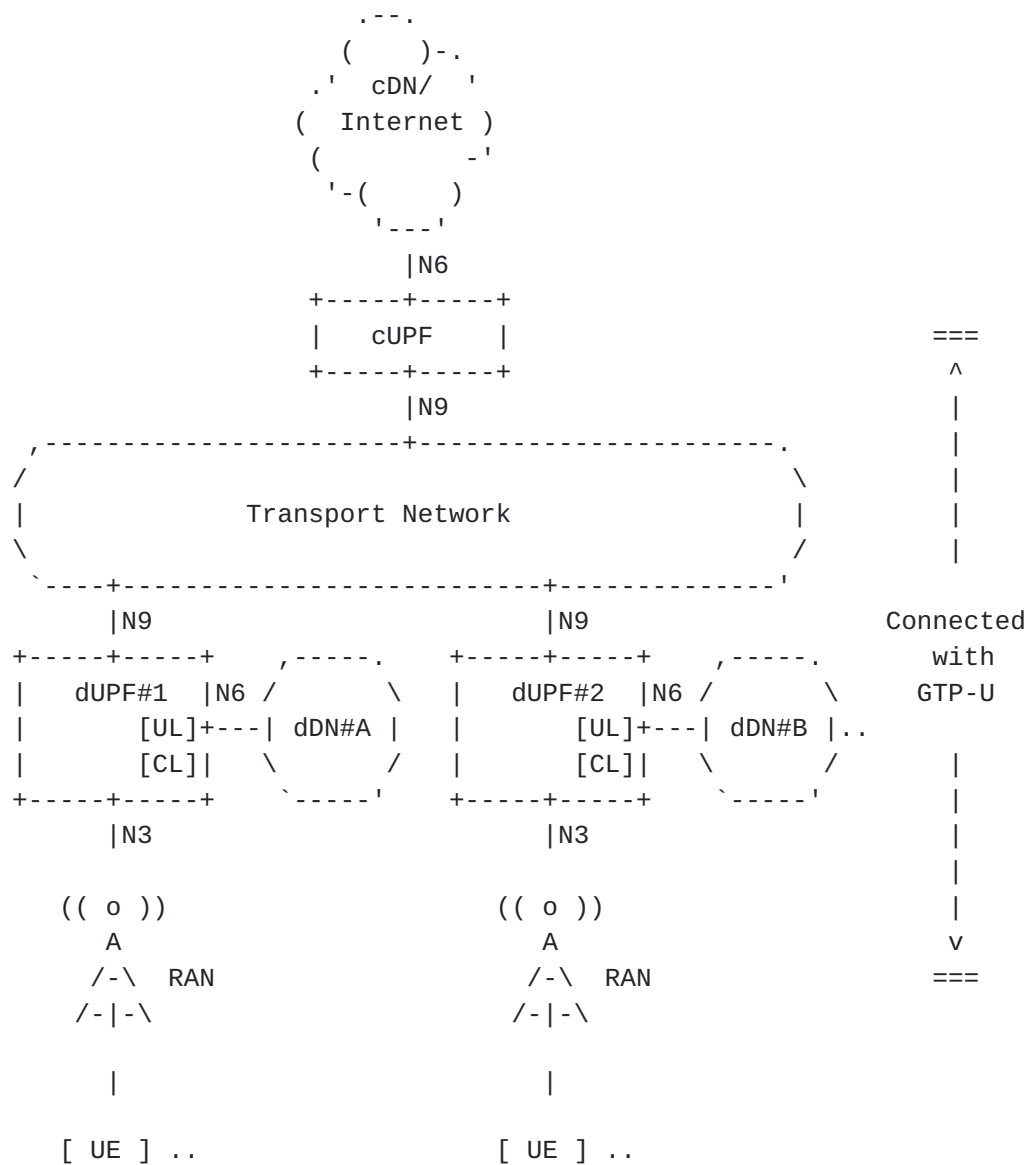 cDN/
Internet
N6
cUPF
===
N9
Transport Network
N9 N9 Connected
with
dUPF#1 N6 dUPF#2 N6 GTP-U
[UL] dDN#A [UL] dDN#B ..
[CL] [CL]
N3 N3
(( o )) (( o ))
A A v
RAN RAN ===
[ UE ] .. [ UE ] ..